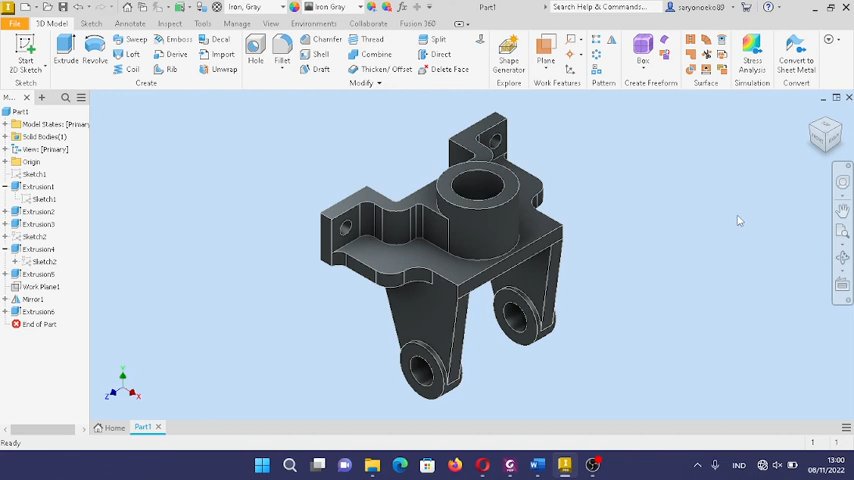 Iron, Gray
Iron Gray
Part1
Search Help & Commands...
saryonoeko89
File
3D Model
Sketch
Annotate
Inspect
Tools
Manage
View
Environments
Collaborate
Fusion 360
Start
2D Sketch
Extrude
Revolve
Sweep
Emboss
Decal
Loft
Derive
Import
Coil
Rib
Unwrap
Hole
Fillet
Chamfer
Thread
Split
Shell
Combine
Direct
Draft
Thicken/ Offset
Delete Face
Shape
Generator
Plane
Box
Stress
Analysis
Convert to
Sheet Metal
Sketch
Create
Modify
Explore
Work Features
Pattern
Create Freeform
Surface
Simulation
Convert
M...
Part1
Model States: [Primary
Solid Bodies(1)
View: [Primary]
Origin
Sketch1
Extrusion1
Sketch1
Extrusion2
Extrusion3
Sketch2
Extrusion4
Sketch2
Extrusion5
Work Plane1
Mirror1
Extrusion6
End of Part
Y
Z
X
Home
Part1
Ready
1
1
IND
13:00
08/11/2022